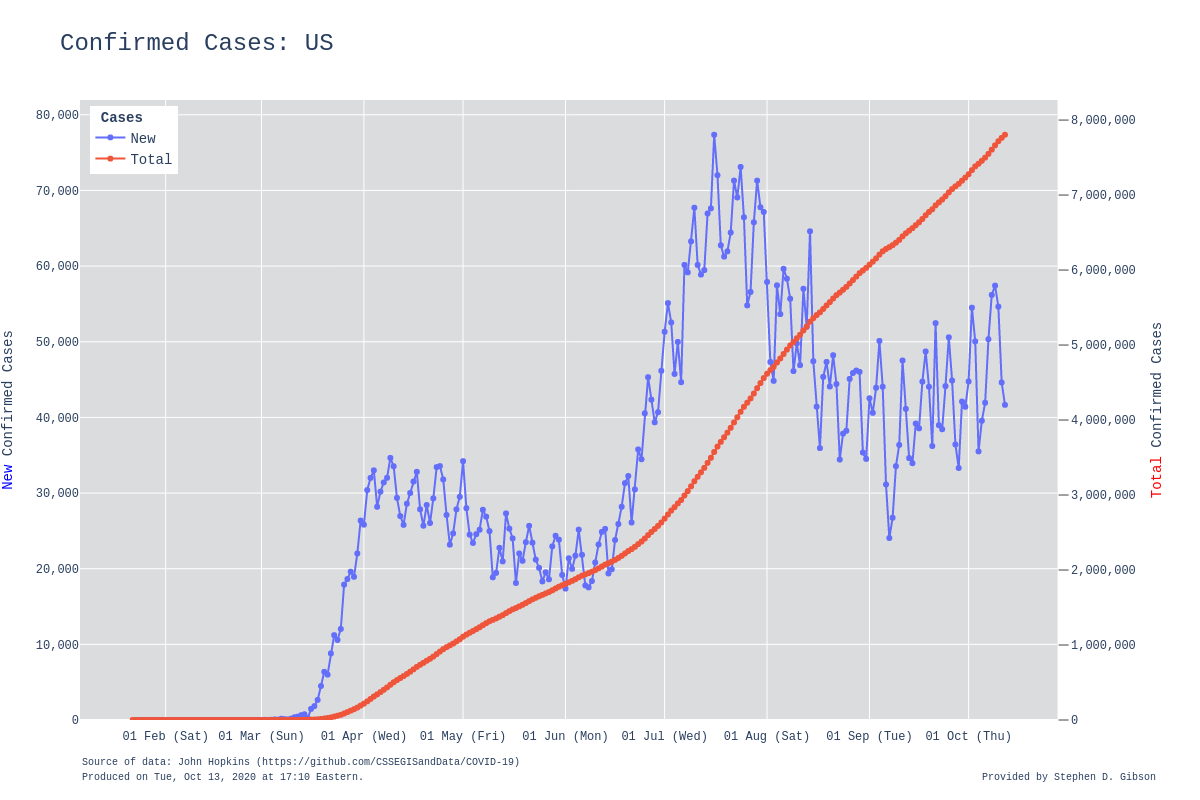 Confirmed Cases: US
Cases
New
Total
80,000
70,000
60,000
50,000
40,000
30,000
20,000
10,000
0
New Confirmed Cases
8,000,000
7,000,000
6,000,000
5,000,000
4,000,000
3,000,000
2,000,000
1,000,000
0
Total Confirmed Cases
01 Feb (Sat) 01 Mar (Sun) 01 Apr (Wed) 01 May (Fri) 01 Jun (Mon) 01 Jul (Wed) 01 Aug (Sat) 01 Sep (Tue) 01 Oct (Thu)
Source of data: John Hopkins (https://github.com/CSSEGISandData/COVID-19)
Produced on Tue, Oct 13, 2020 at 17:10 Eastern.
Provided by Stephen D. Gibson